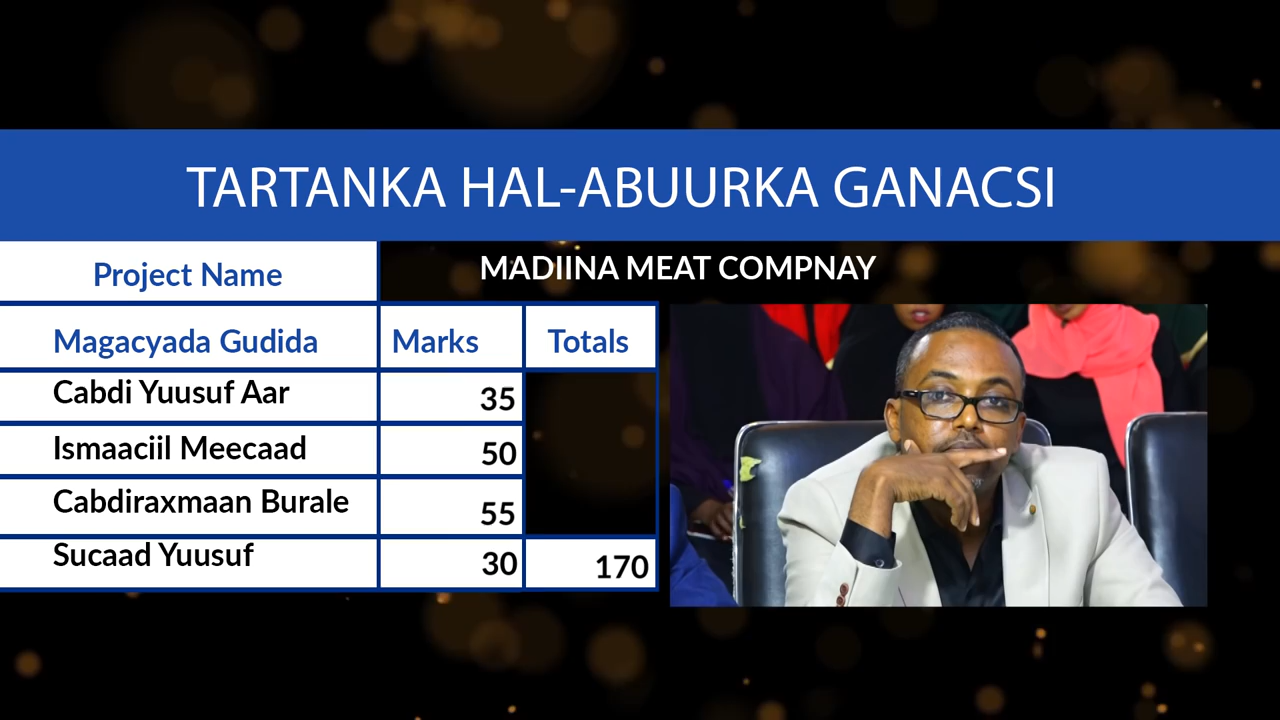 TARTANKA HAL-ABUURKA GANACSI
Project Name
MADIINA MEAT COMPNAY
Magacyada Gudida Marks Totals
Cabdi Yuusuf Aar 35
Ismaaciil Meecaad 50
Cabdiraxmaan Burale 55
Sucaad Yuusuf 30 170